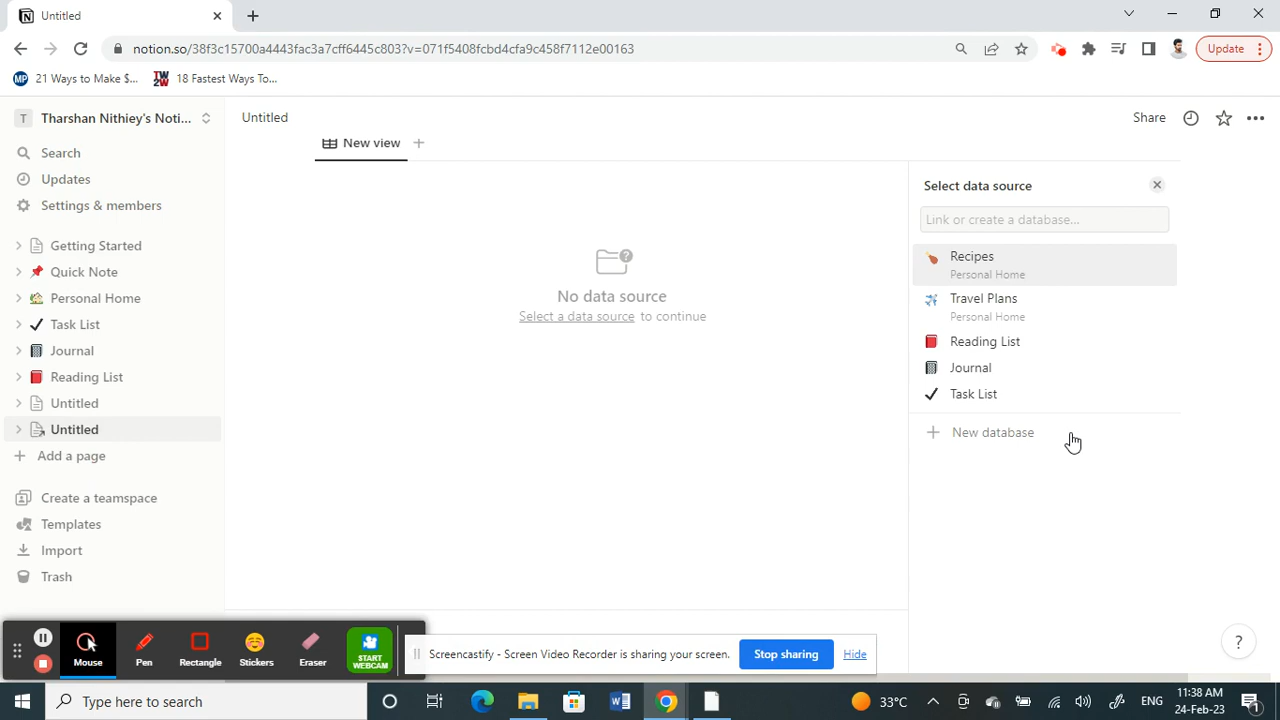 Untitled
notion.so/38f3c15700a4443fac3a7cff6445c803?v=071f5408fcbd4cfa9c458f7112e00163
Update
MP 21 Ways to Make $...
TW 2W 18 Fastest Ways To...
T Tharshan Nithiey's Noti...
Untitled
Share
Search
Updates
Settings & members
Getting Started
Quick Note
Personal Home
Task List
Journal
Reading List
Untitled
Untitled
Add a page
Create a teamspace
Templates
Import
Trash
New view
No data source
Select a data source to continue
Select data source
Link or create a database...
Recipes
Personal Home
Travel Plans
Personal Home
Reading List
Journal
Task List
New database
?
Mouse
Pen
Rectangle
Stickers
Eraser
START
WEBCAM
Screencastify - Screen Video Recorder is sharing your screen.
Stop sharing
Hide
Type here to search
33°C
ENG
11:38 AM
24-Feb-23
1